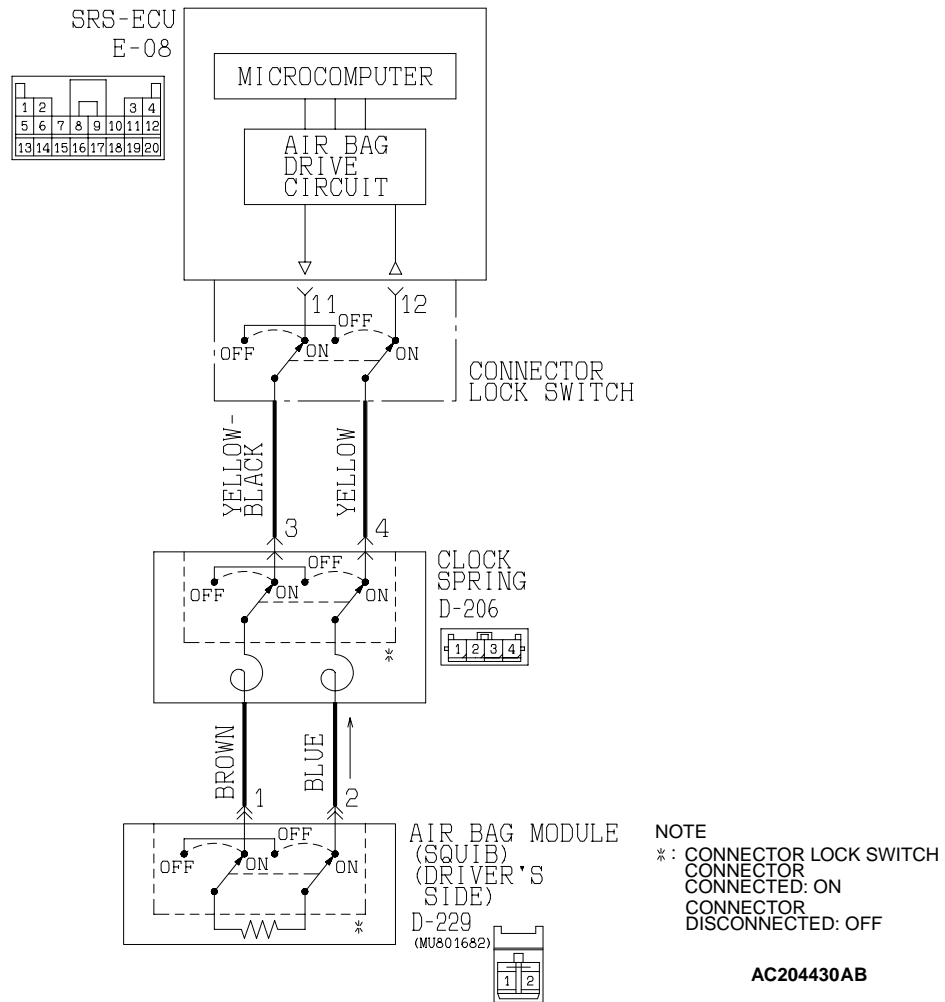 SRS-ECU
E-08
1 2 3 4
5 6 7 8 9 10 11 12
13 14 15 16 17 18 19 20
MICROCOMPUTER
AIR BAG
DRIVE
CIRCUIT
11 12
OFF
OFF ON ON
CONNECTOR
LOCK SWITCH
YELLOW-
BLACK
YELLOW
3 4
OFF
OFF ON ON
CLOCK
SPRING
D-206
1 2 3 4
※
BROWN
BLUE
1 2
OFF
OFF ON ON
※
AIR BAG MODULE
(SQUIB)
(DRIVER'S
SIDE)
D-229
(MU801682)
1 2
NOTE
※: CONNECTOR LOCK SWITCH
CONNECTOR
CONNECTED: ON
CONNECTOR
DISCONNECTED: OFF
AC204430AB